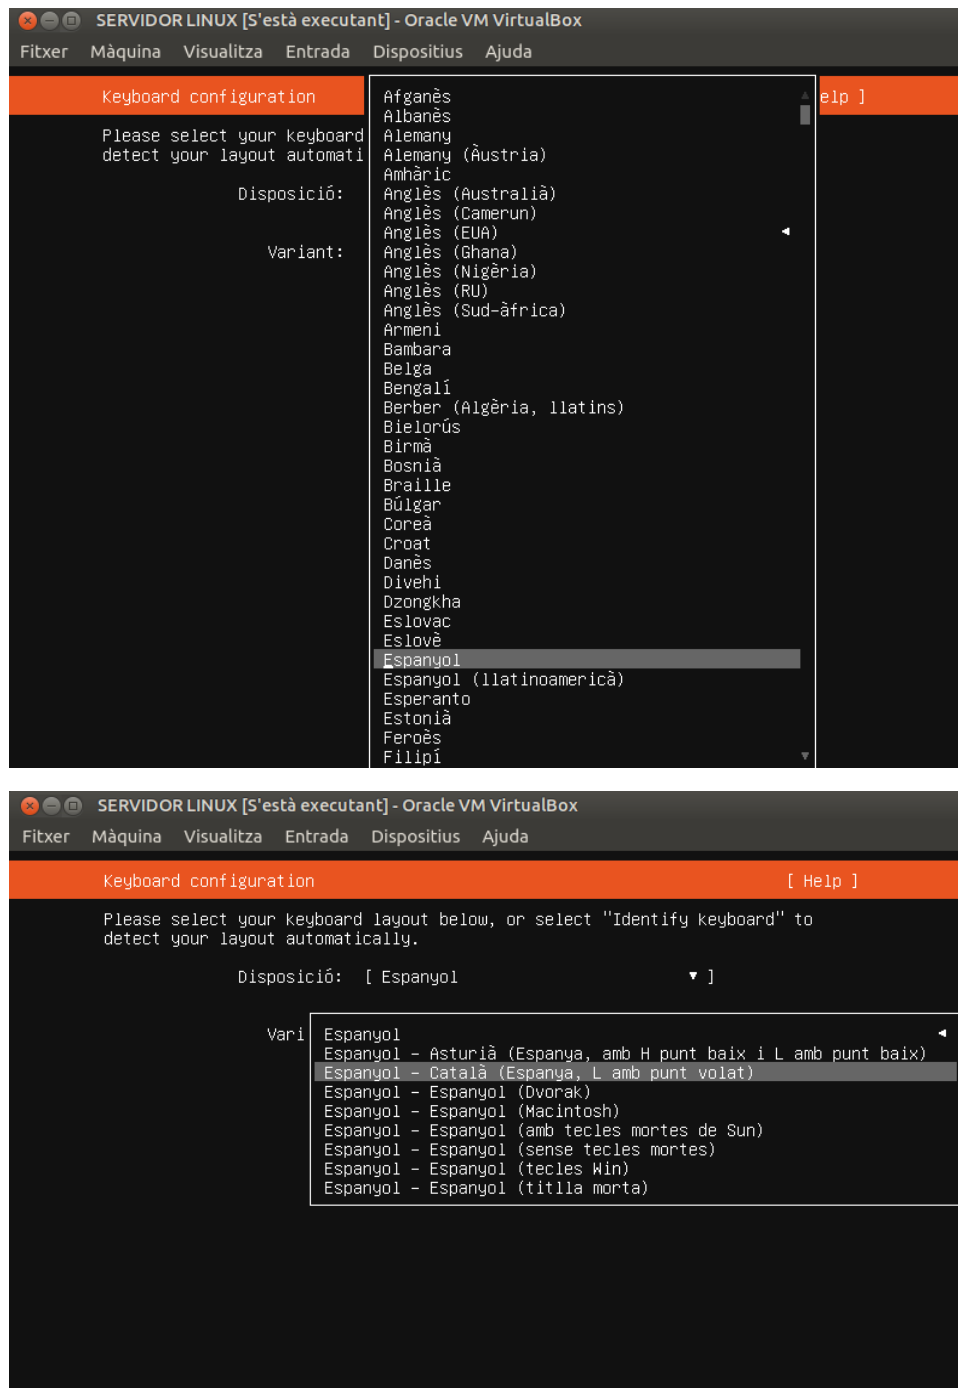 SERVIDOR LINUX [S'està executant] - Oracle VM VirtualBox
Fitxer Màquina Visualitza Entrada Dispositius Ajuda
Keyboard configuration elp ]
Please select your keyboard
detect your layout automati
Disposició:
Variant:
Afganès
Albanès
Alemany
Alemany (Àustria)
Amhàric
Anglès (Australià)
Anglès (Camerun)
Anglès (EUA)
Anglès (Ghana)
Anglès (Nigèria)
Anglès (RU)
Anglès (Sud-àfrica)
Armeni
Bambara
Belga
Bengalí
Berber (Algèria, llatins)
Bielorús
Birmà
Bosnià
Braille
Búlgar
Coreà
Croat
Danès
Divehi
Dzongkha
Eslovac
Eslovè
Espanyol
Espanyol (llatinoamericà)
Esperanto
Estonià
Feroès
Filipí
SERVIDOR LINUX [S'està executant] - Oracle VM VirtualBox
Fitxer Màquina Visualitza Entrada Dispositius Ajuda
Keyboard configuration [ Help ]
Please select your keyboard layout below, or select "Identify keyboard" to
detect your layout automatically.
Disposició: [ Espanyol ▾ ]
Vari
Espanyol
Espanyol - Asturià (Espanya, amb H punt baix i L amb punt baix)
Espanyol - Català (Espanya, L amb punt volat)
Espanyol - Espanyol (Dvorak)
Espanyol - Espanyol (Macintosh)
Espanyol - Espanyol (amb tecles mortes de Sun)
Espanyol - Espanyol (sense tecles mortes)
Espanyol - Espanyol (tecles Win)
Espanyol - Espanyol (titlla morta)